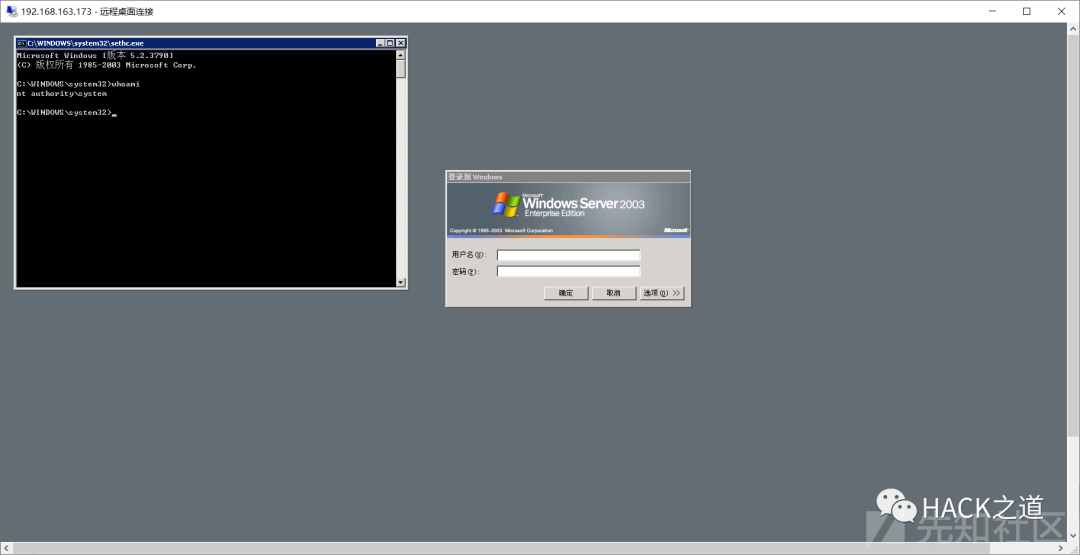 192.168.163.173 - 远程桌面连接
C:\WINDOWS\system32\sethc.exe
Microsoft Windows [版本 5.2.3790]
(C) 版权所有 1985-2003 Microsoft Corp.
C:\WINDOWS\system32>whoami
nt authority\system
C:\WINDOWS\system32>_
登录到 Windows
Microsoft
Windows Server 2003
Enterprise Edition
Copyright © 1985-2003 Microsoft Corporation
Microsoft
用户名(U):
密码(P):
确定 取消 选项(O) >>
HACK之道
先知社区